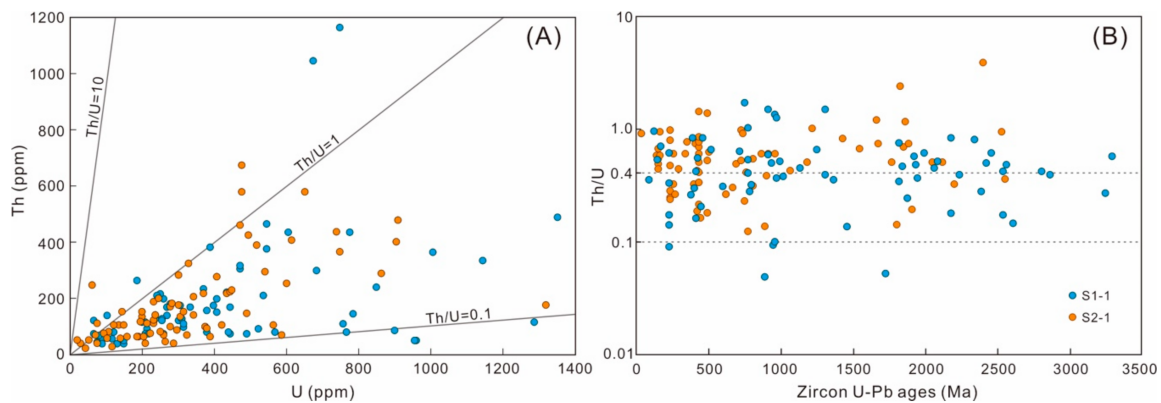 (A)
Th (ppm)
1200
1000
800
600
400
200
0
Th/U=10
Th/U=1
Th/U=0.1
0 200 400 600 800 1000 1200 1400
U (ppm)
(B)
Th/U
10
1.0
0.4
0.1
0.01
S1-1
S2-1
0 500 1000 1500 2000 2500 3000 3500
Zircon U-Pb ages (Ma)